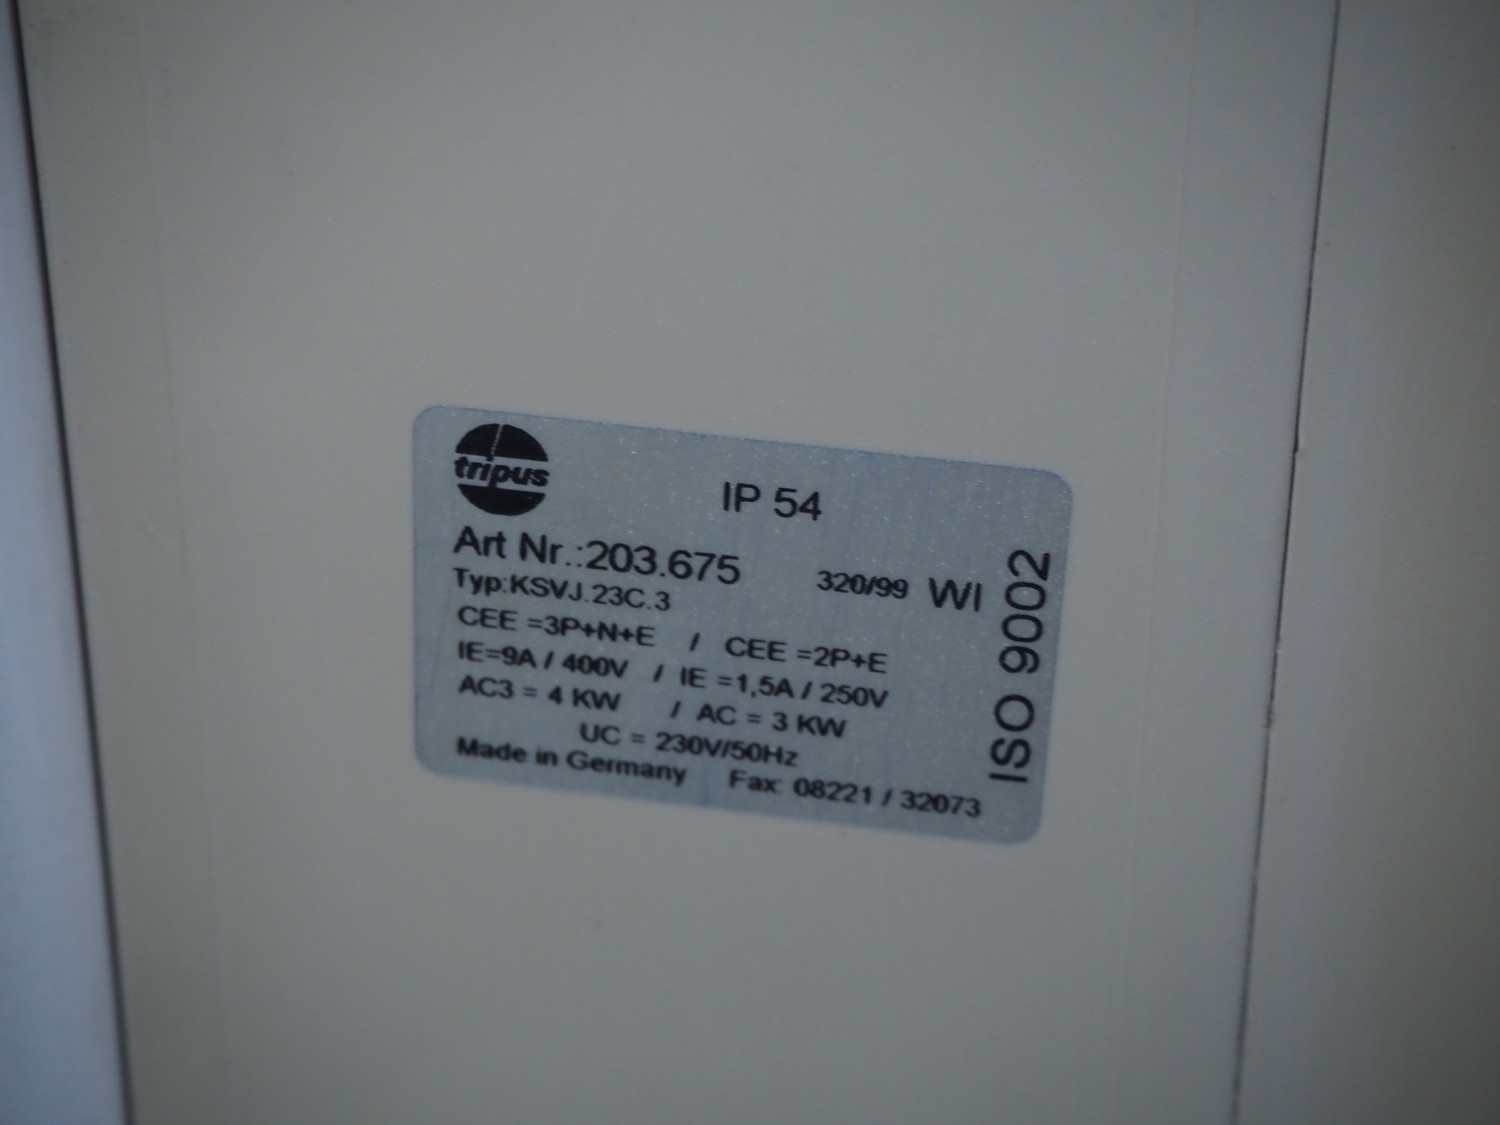 tripus
IP 54
Art Nr.:203.675 320/99 WI
Typ:KSVJ.23C.3
CEE =3P+N+E / CEE =2P+E
IE=9A / 400V / IE =1,5A / 250V
AC3 = 4 KW / AC = 3 KW
UC = 230V/50Hz
Made in Germany Fax: 08221 / 32073
ISO 9002